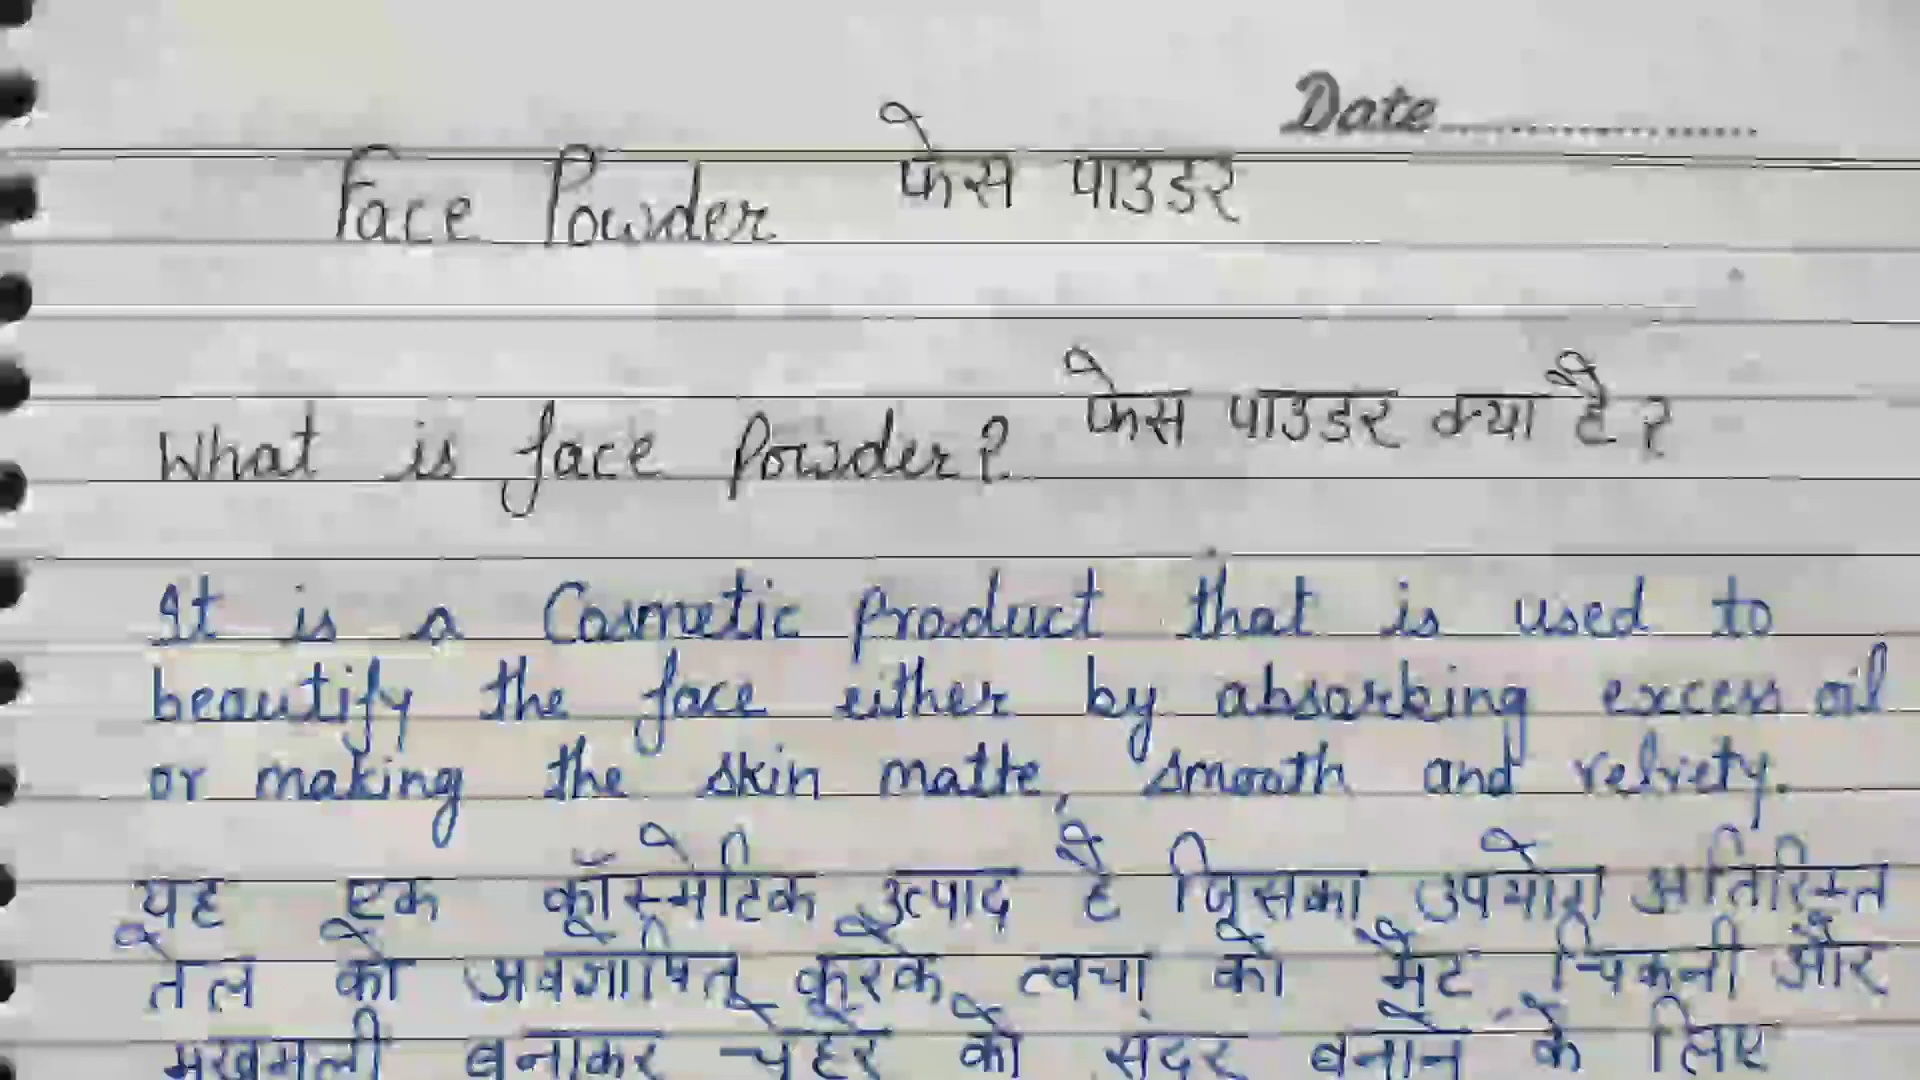 Date
Face Powder फेस पाउडर
What is face Powder? फेस पाउडर क्या है?
It is a Cosmetic product that is used to
beautify the face either by absorbing excess oil
or making the skin matte, smooth and velviety.
यह एक कॉस्मेटिक उत्पाद है जिसका उपयोग अतिरिक्त
तेल को अवशोषित करके त्वचा को मैट चिकनी और
मखमली बनाकर चेहरे को सुंदर बनाने के लिए